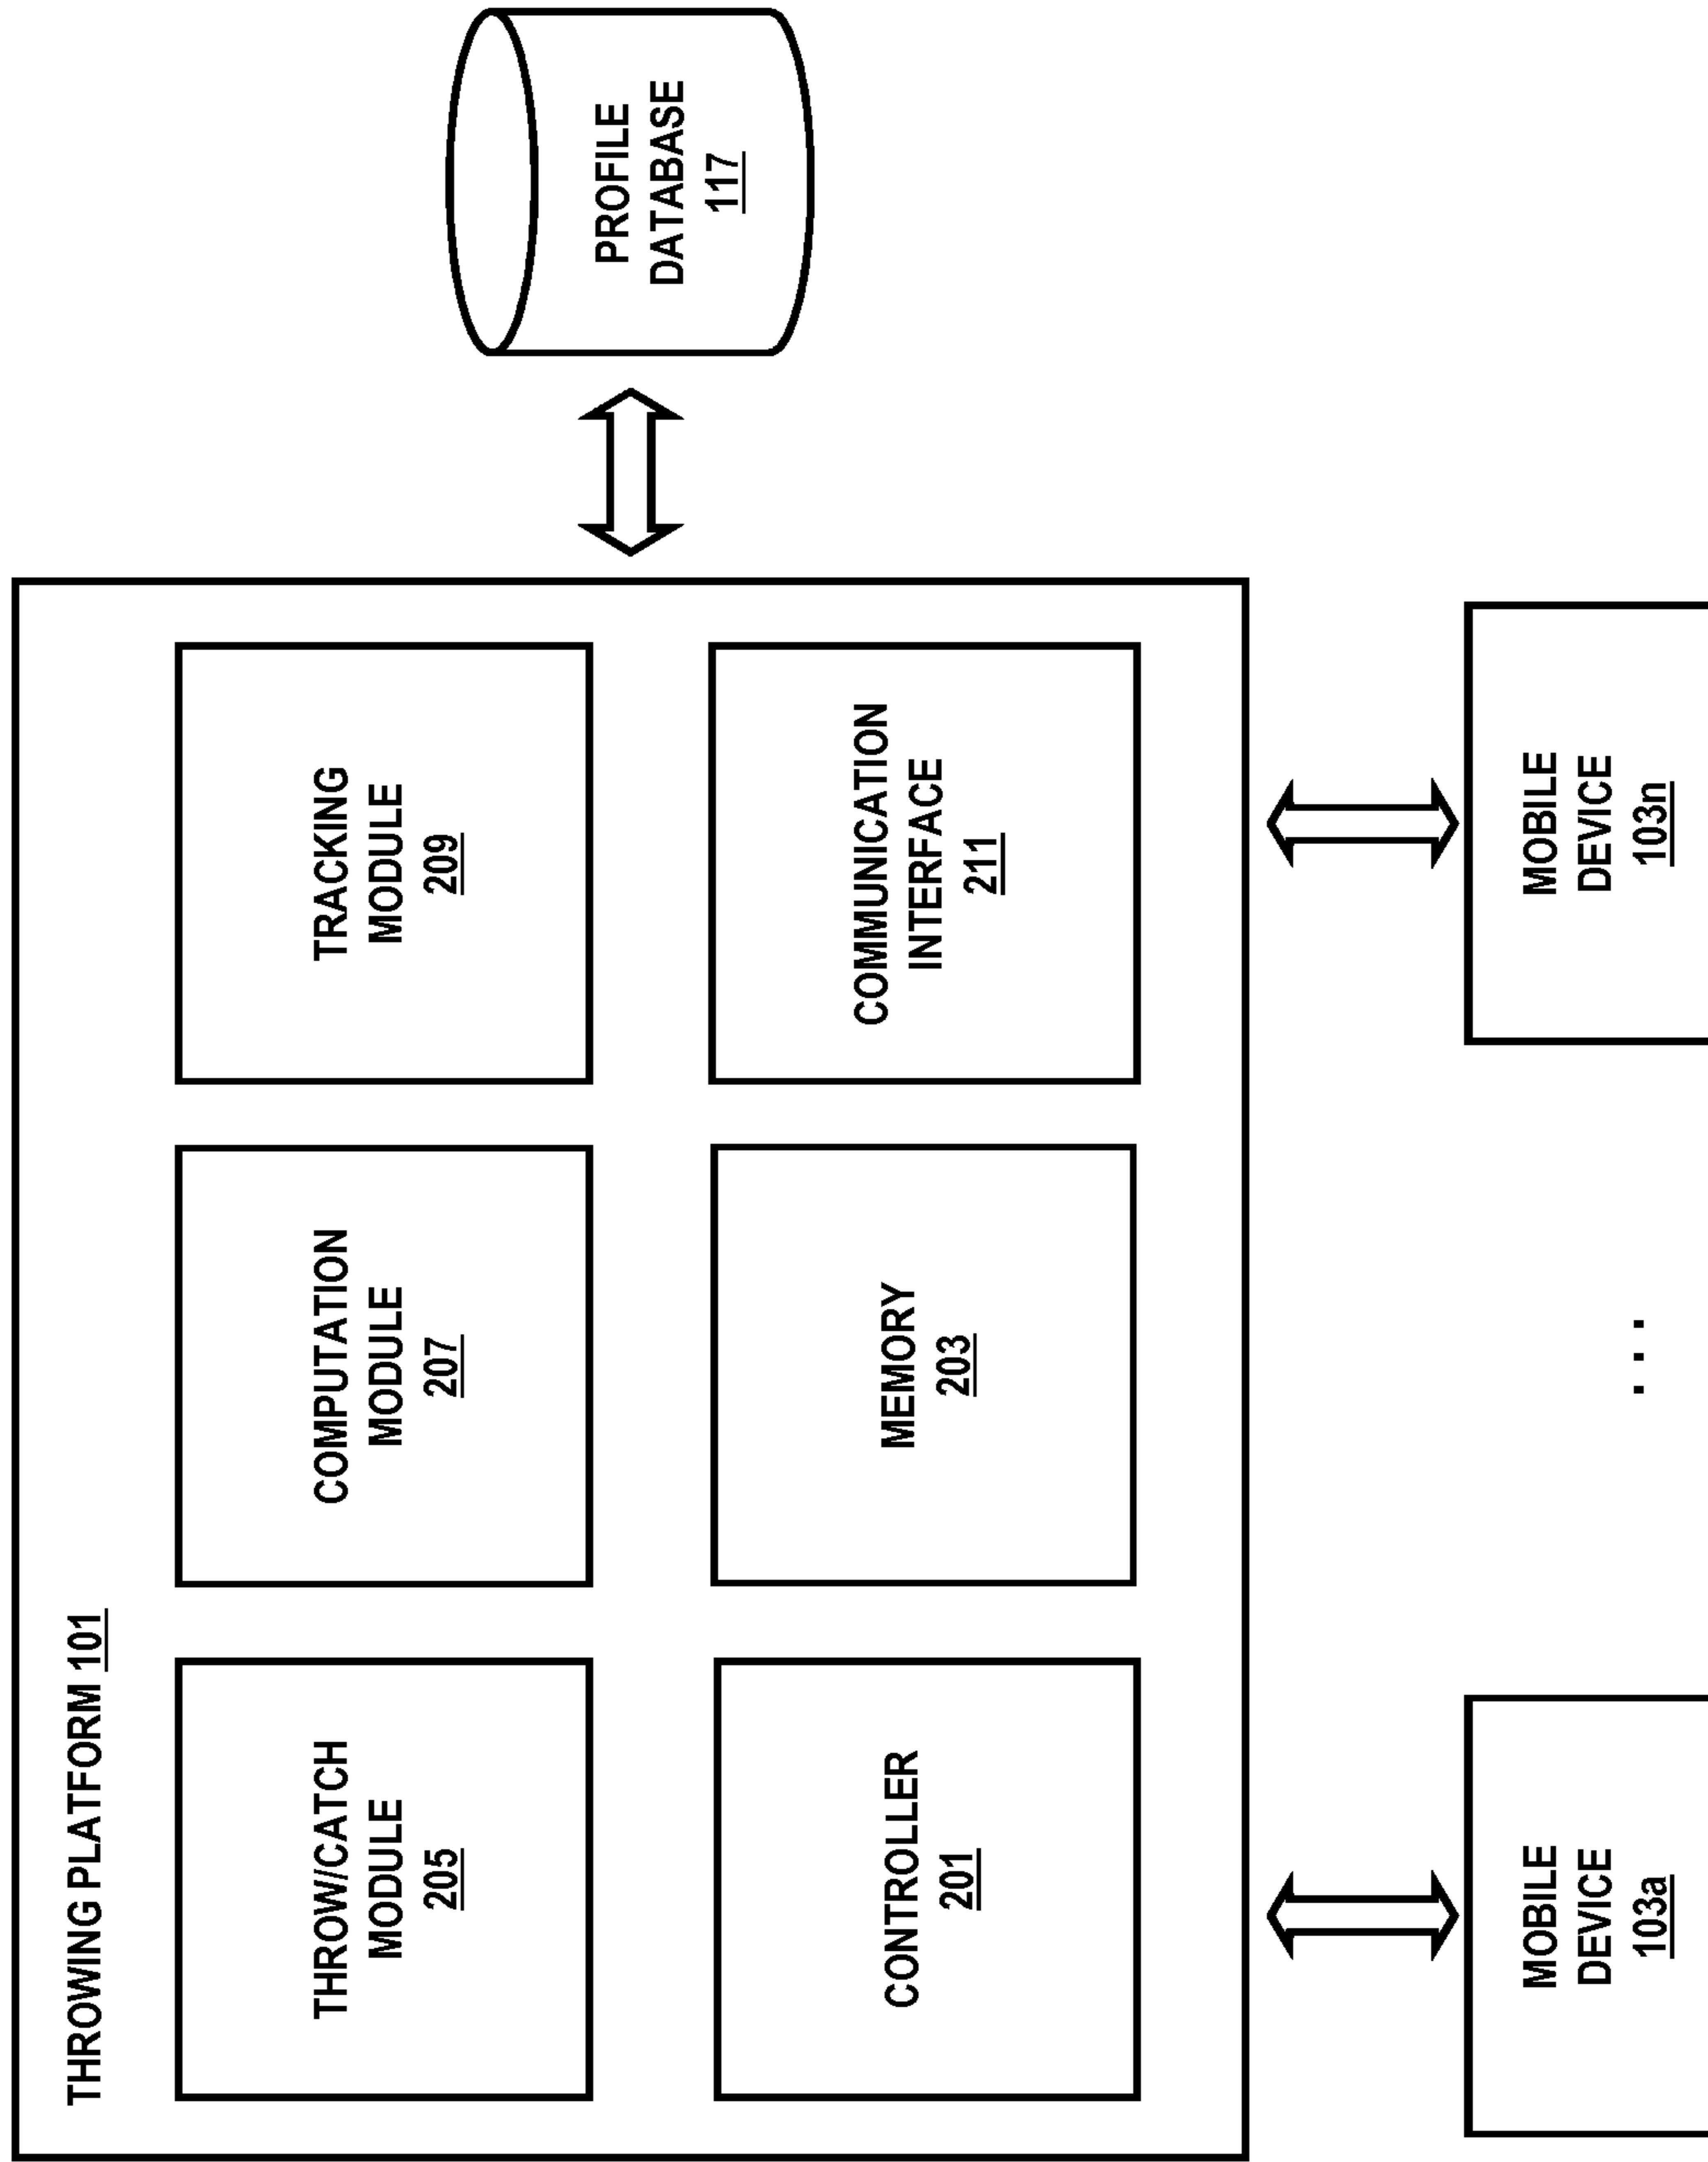 THROWING PLATFORM 101
THROW/CATCH
MODULE
205
COMPUTATION
MODULE
207
TRACKING
MODULE
209
CONTROLLER
201
MEMORY
203
COMMUNICATION
INTERFACE
211
PROFILE
DATABASE
117
MOBILE
DEVICE
103a
. . .
MOBILE
DEVICE
103n